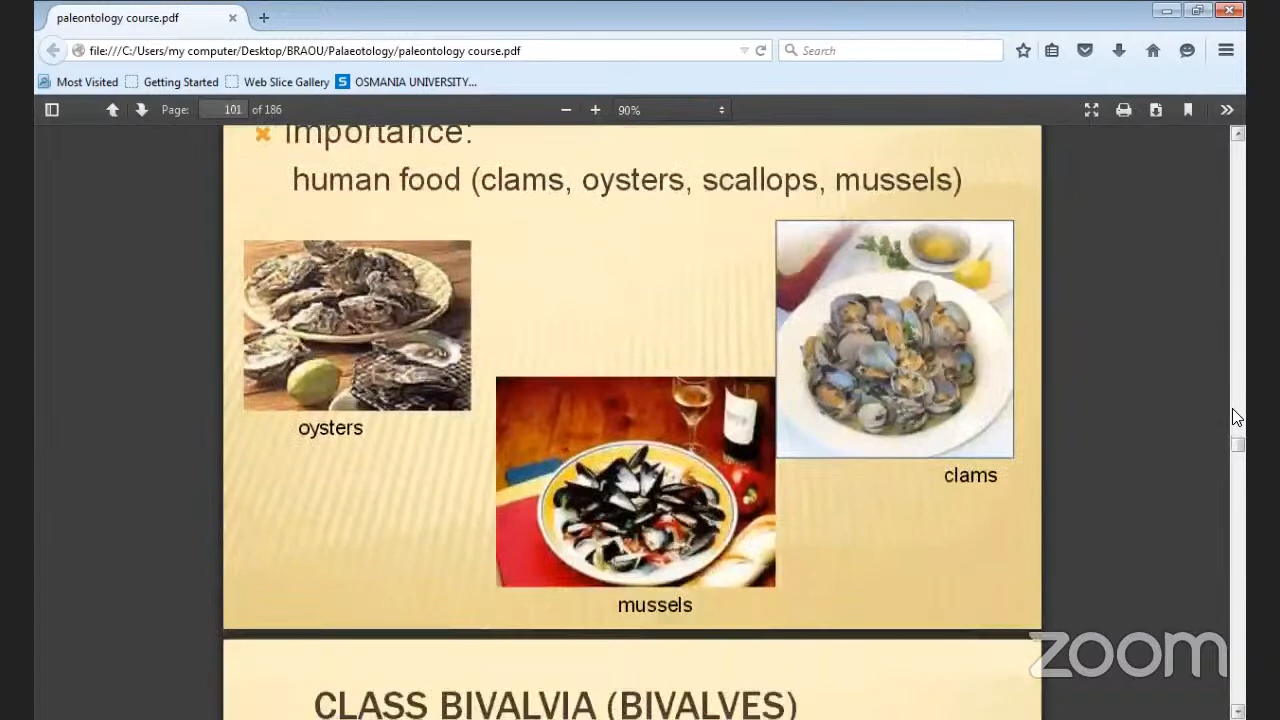 paleontology course.pdf
file:///C:/Users/my computer/Desktop/BRAOU/Palaeotology/paleontology course.pdf
Search
Most Visited
Getting Started
Web Slice Gallery
S
OSMANIA UNIVERSITY...
Page:
101
of 186
90%
Importance:
human food (clams, oysters, scallops, mussels)
oysters
clams
mussels
CLASS BIVALVIA (BIVALVES)
zoom